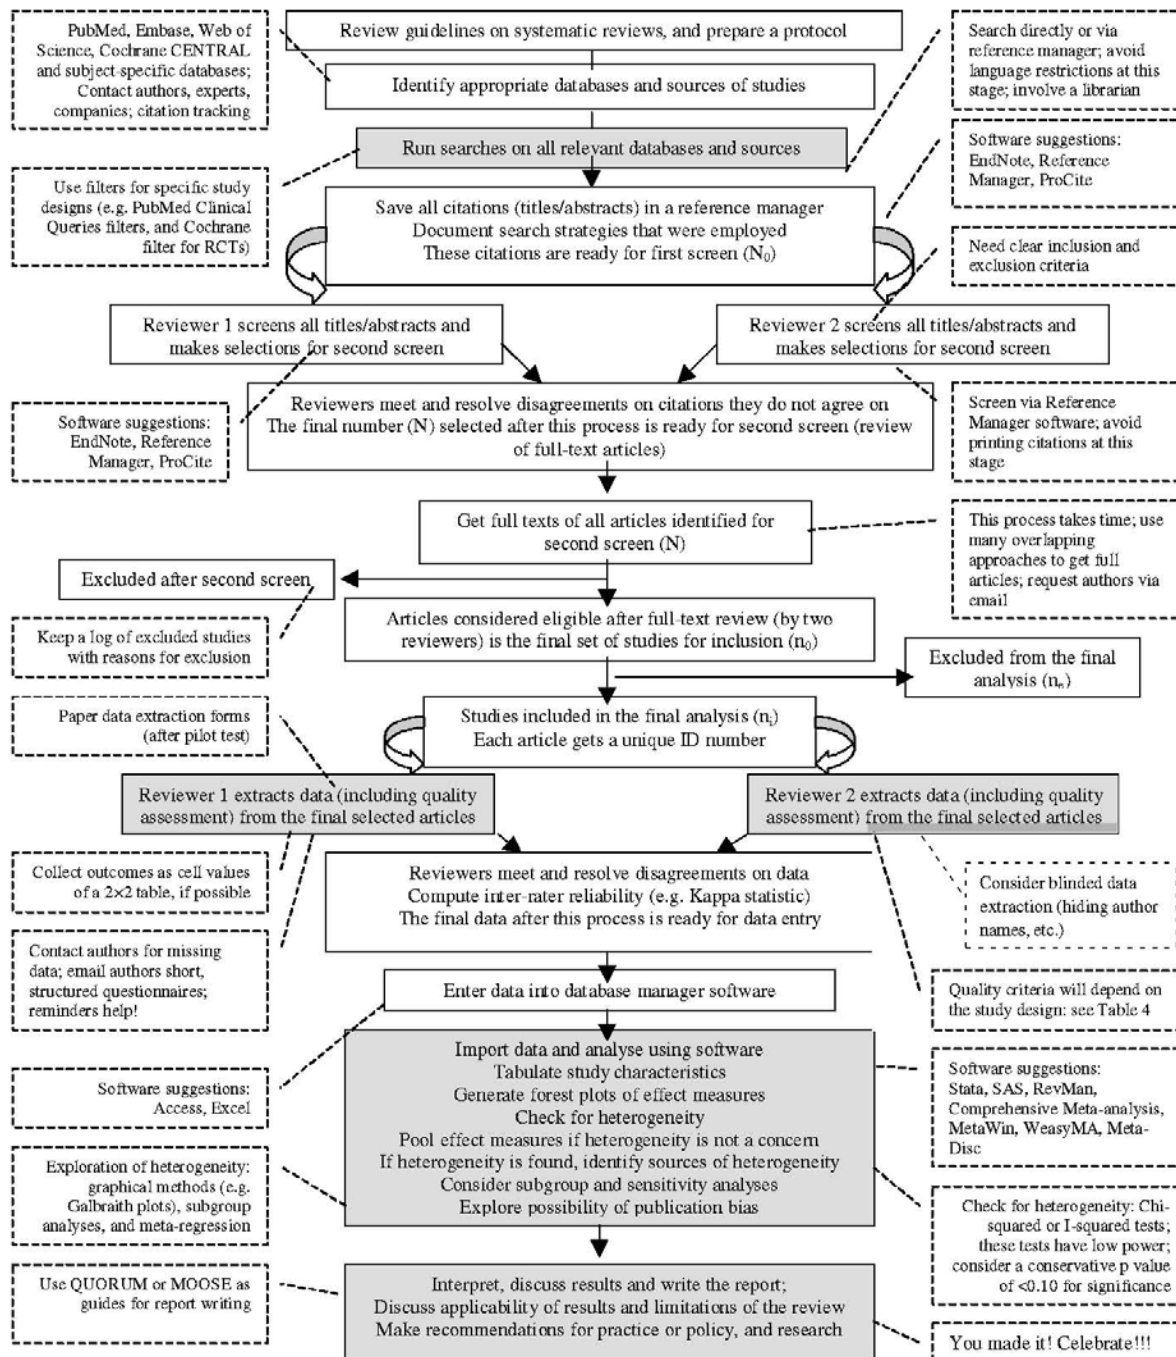 PubMed, Embase, Web of
Science, Cochrane CENTRAL
and subject-specific databases;
Contact authors, experts,
companies; citation tracking
Review guidelines on systematic reviews, and prepare a protocol
Identify appropriate databases and sources of studies
Search directly or via
reference manager; avoid
language restrictions at this
stage; involve a librarian
Run searches on all relevant databases and sources
Use filters for specific study
designs (e.g. PubMed Clinical
Queries filters, and Cochrane
filter for RCTs)
Software suggestions:
EndNote, Reference
Manager, ProCite
Save all citations (titles/abstracts) in a reference manager
Document search strategies that were employed
These citations are ready for first screen (N₀)
Need clear inclusion and
exclusion criteria
Reviewer 1 screens all titles/abstracts and
makes selections for second screen
Reviewer 2 screens all titles/abstracts and
makes selections for second screen
Software suggestions:
EndNote, Reference
Manager, ProCite
Reviewers meet and resolve disagreements on citations they do not agree on
The final number (N) selected after this process is ready for second screen (review
of full-text articles)
Screen via Reference
Manager software; avoid
printing citations at this
stage
Get full texts of all articles identified for
second screen (N)
This process takes time; use
many overlapping
approaches to get full
articles; request authors via
email
Excluded after second screen
Keep a log of excluded studies
with reasons for exclusion
Articles considered eligible after full-text review (by two
reviewers) is the final set of studies for inclusion (n₀)
Excluded from the final
analysis (nₑ)
Paper data extraction forms
(after pilot test)
Studies included in the final analysis (nᵢ)
Each article gets a unique ID number
Reviewer 1 extracts data (including quality
assessment) from the final selected articles
Reviewer 2 extracts data (including quality
assessment) from the final selected articles
Collect outcomes as cell values
of a 2×2 table, if possible
Reviewers meet and resolve disagreements on data
Compute inter-rater reliability (e.g. Kappa statistic)
The final data after this process is ready for data entry
Consider blinded data
extraction (hiding author
names, etc.)
Contact authors for missing
data; email authors short,
structured questionnaires;
reminders help!
Enter data into database manager software
Quality criteria will depend on
the study design: see Table 4
Software suggestions:
Access, Excel
Import data and analyse using software
Tabulate study characteristics
Generate forest plots of effect measures
Check for heterogeneity
Pool effect measures if heterogeneity is not a concern
If heterogeneity is found, identify sources of heterogeneity
Consider subgroup and sensitivity analyses
Explore possibility of publication bias
Software suggestions:
Stata, SAS, RevMan,
Comprehensive Meta-analysis,
MetaWin, WeasyMA, Meta-
Disc
Exploration of heterogeneity:
graphical methods (e.g.
Galbraith plots), subgroup
analyses, and meta-regression
Check for heterogeneity: Chi-
squared or I-squared tests;
these tests have low power;
consider a conservative p value
of <0.10 for significance
Use QUORUM or MOOSE as
guides for report writing
Interpret, discuss results and write the report;
Discuss applicability of results and limitations of the review
Make recommendations for practice or policy, and research
You made it! Celebrate!!!